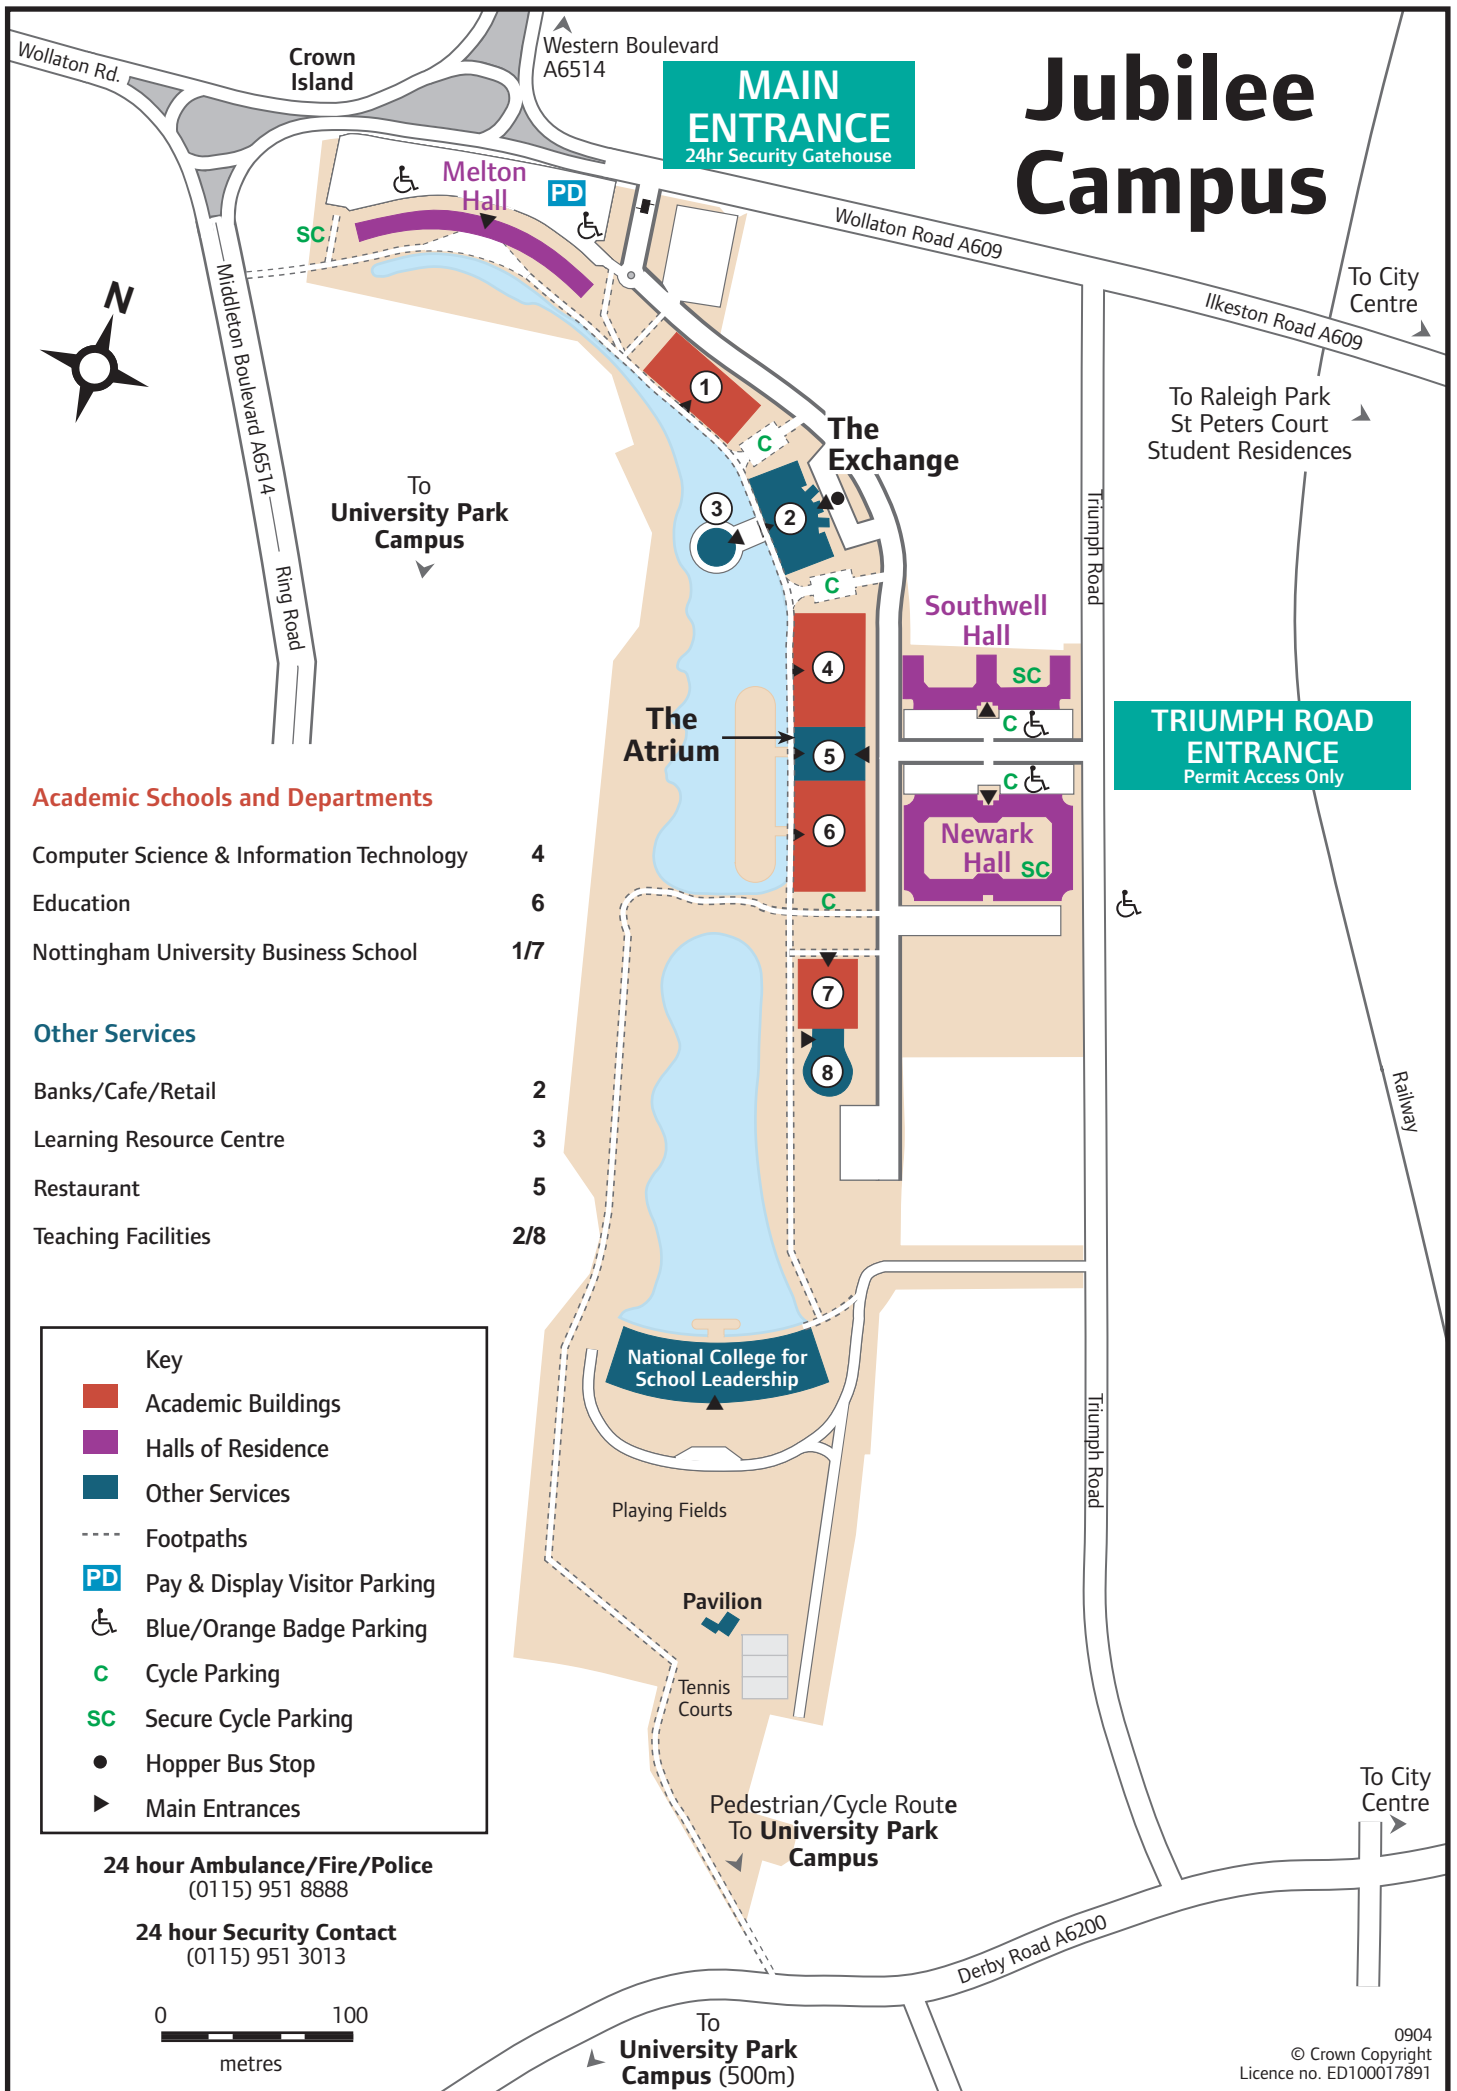 Jubilee
Campus
Wollaton Rd.
Crown
Island
Western Boulevard
A6514
MAIN
ENTRANCE
24hr Security Gatehouse
Melton
Hall
PD
SC
Wollaton Road A609
To City
Centre
Ilkeston Road A609
N
Middleton Boulevard A6514
Ring Road
To Raleigh Park
St Peters Court
Student Residences
1
C
The
Exchange
To
University Park
Campus
3
2
C
Triumph Road
Southwell
Hall
SC
4
C
The
Atrium
5
TRIUMPH ROAD
ENTRANCE
Permit Access Only
C
6
Newark
Hall
SC
C
7
8
Railway
Academic Schools and Departments
Computer Science & Information Technology 4
Education 6
Nottingham University Business School 1/7
Other Services
Banks/Cafe/Retail 2
Learning Resource Centre 3
Restaurant 5
Teaching Facilities 2/8
National College for
School Leadership
Triumph Road
Playing Fields
Pavilion
Tennis
Courts
Key
Academic Buildings
Halls of Residence
Other Services
Footpaths
PD Pay & Display Visitor Parking
Blue/Orange Badge Parking
C Cycle Parking
SC Secure Cycle Parking
Hopper Bus Stop
Main Entrances
Pedestrian/Cycle Route
To University Park
Campus
To City
Centre
24 hour Ambulance/Fire/Police
(0115) 951 8888
24 hour Security Contact
(0115) 951 3013
Derby Road A6200
0 100
metres
To
University Park
Campus (500m)
0904
© Crown Copyright
Licence no. ED100017891